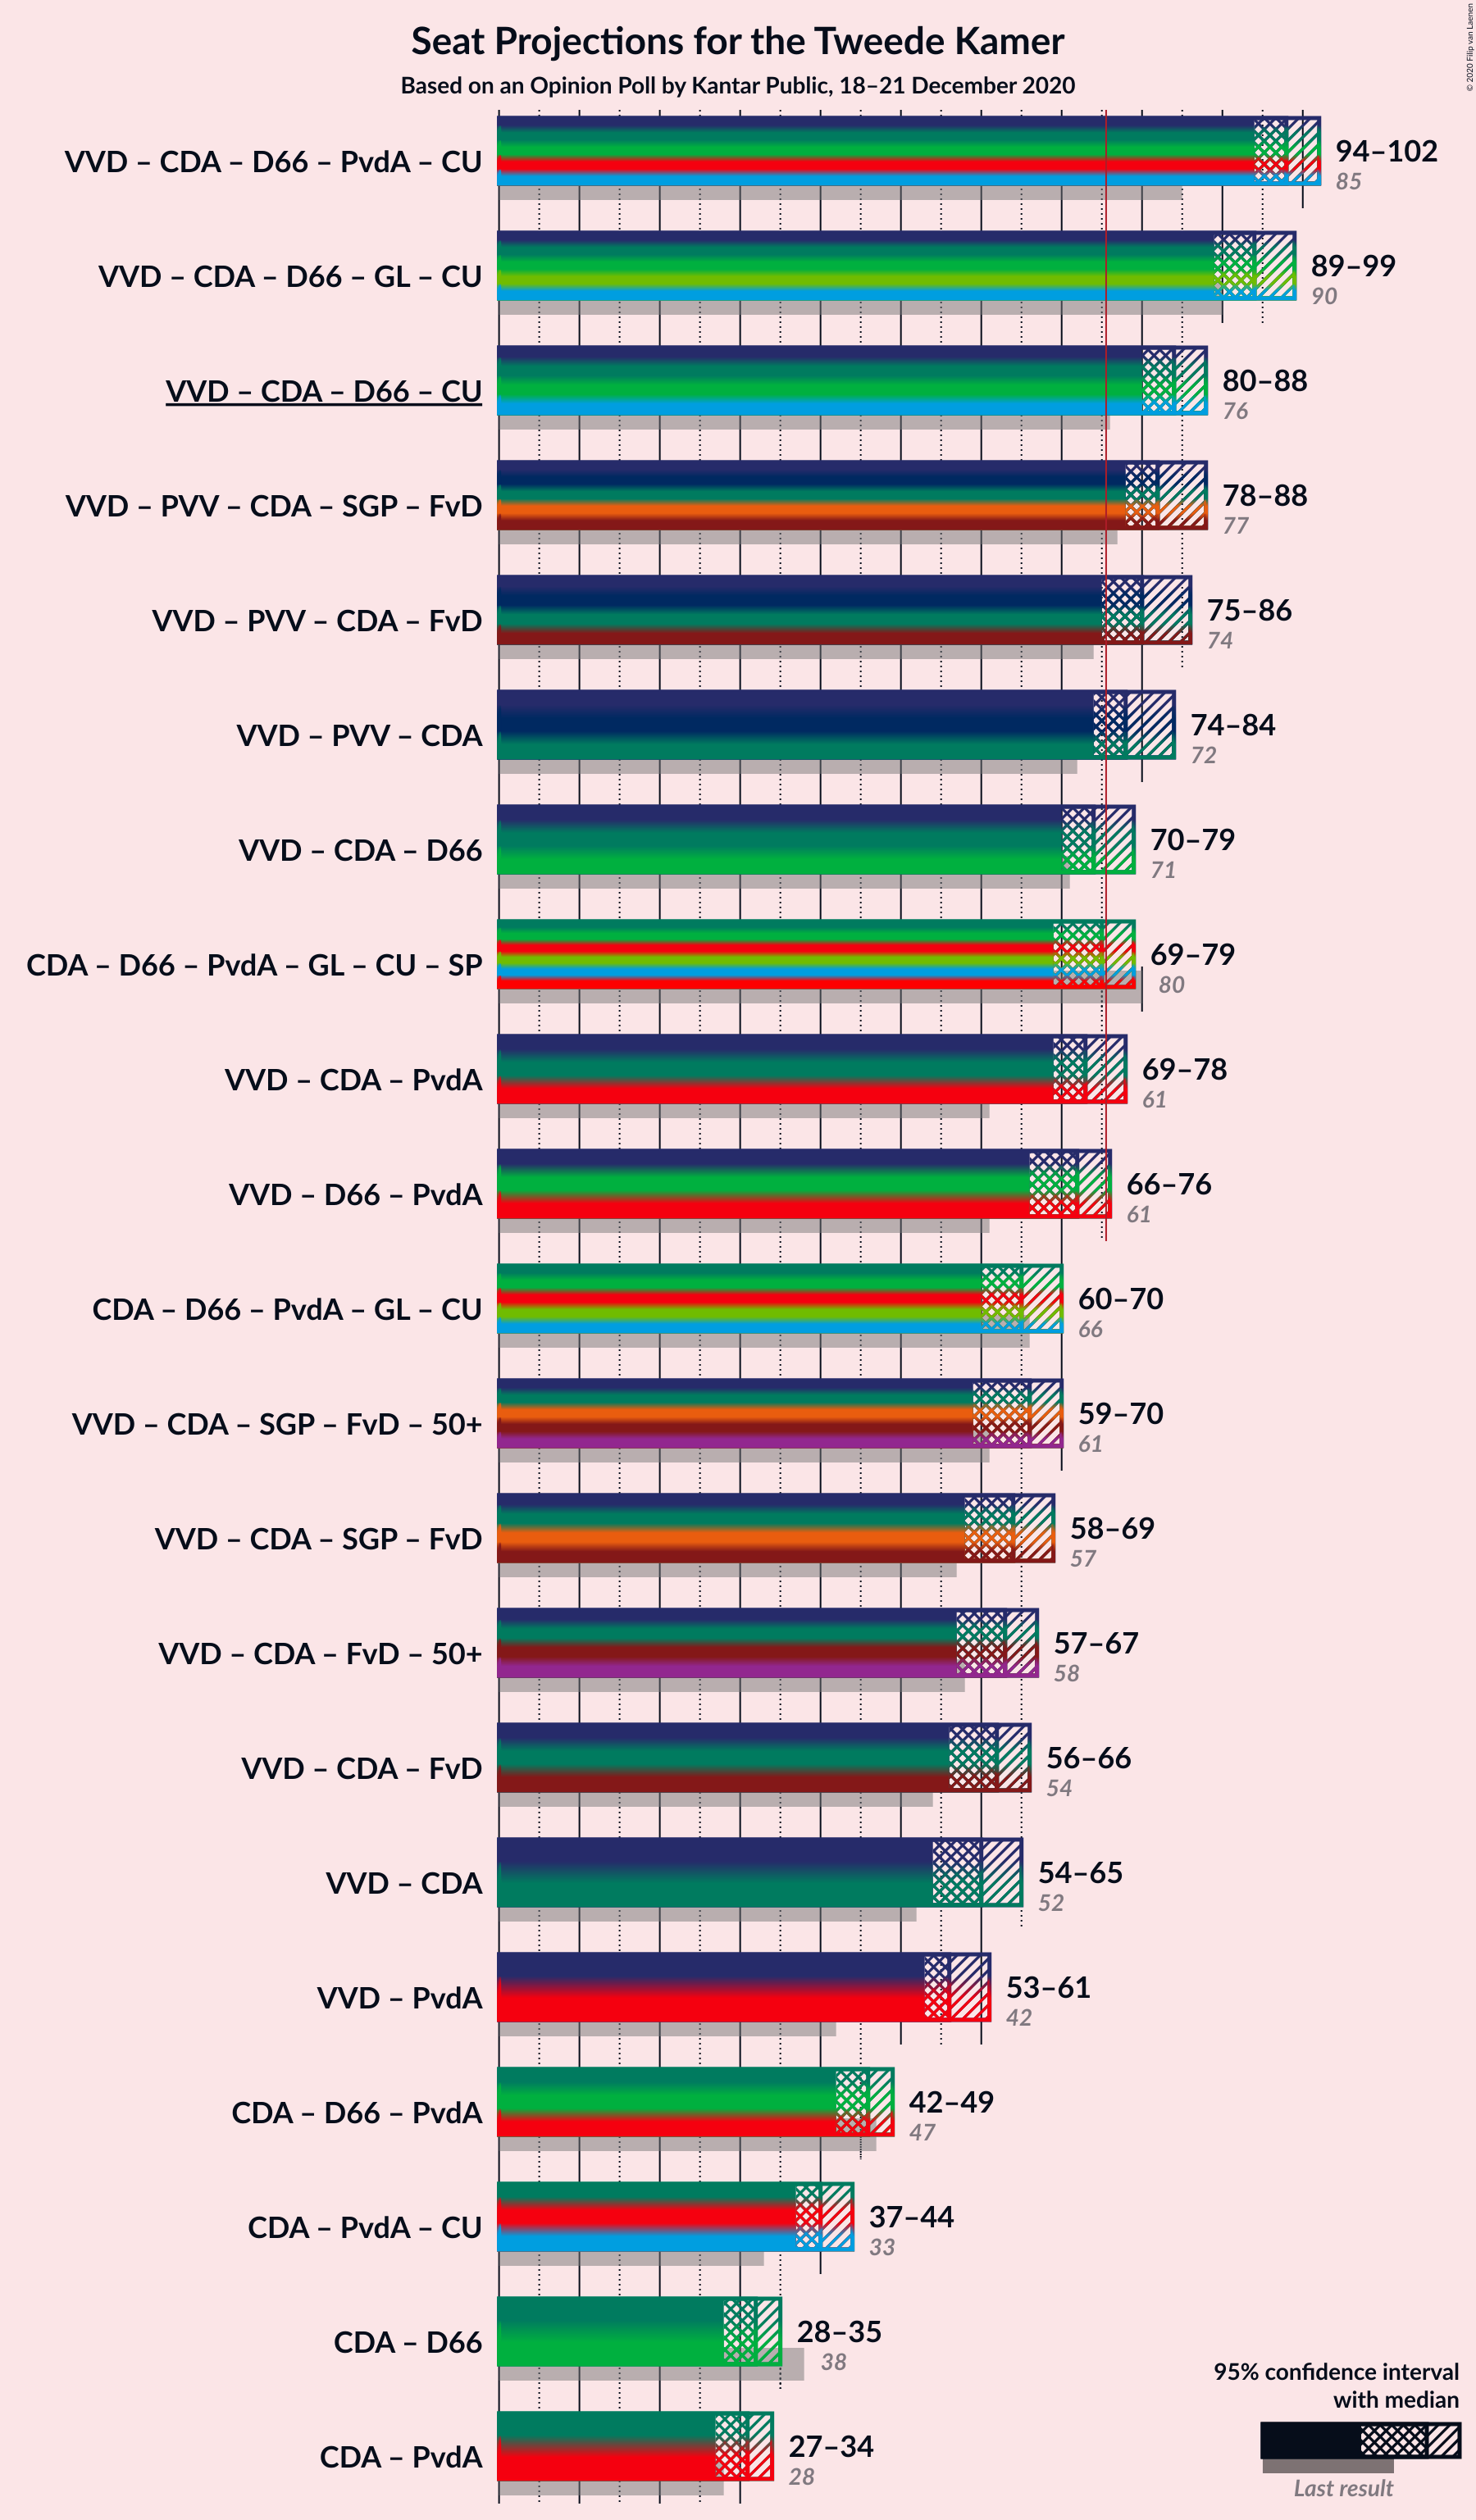 Seat Projections for the Tweede Kamer
Based on an Opinion Poll by Kantar Public, 18–21 December 2020
© 2020 Filip van Laenen
VVD – CDA – D66 – PvdA – CU
94–102
85
VVD – CDA – D66 – GL – CU
89–99
90
VVD – CDA – D66 – CU
80–88
76
VVD – PVV – CDA – SGP – FvD
78–88
77
VVD – PVV – CDA – FvD
75–86
74
VVD – PVV – CDA
74–84
72
VVD – CDA – D66
70–79
71
CDA – D66 – PvdA – GL – CU – SP
69–79
80
VVD – CDA – PvdA
69–78
61
VVD – D66 – PvdA
66–76
61
CDA – D66 – PvdA – GL – CU
60–70
66
VVD – CDA – SGP – FvD – 50+
59–70
61
VVD – CDA – SGP – FvD
58–69
57
VVD – CDA – FvD – 50+
57–67
58
VVD – CDA – FvD
56–66
54
VVD – CDA
54–65
52
VVD – PvdA
53–61
42
CDA – D66 – PvdA
42–49
47
CDA – PvdA – CU
37–44
33
CDA – D66
28–35
38
CDA – PvdA
27–34
28
95% confidence interval
with median
Last result